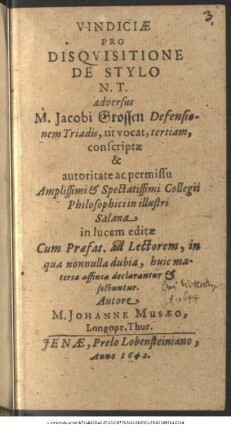 3.
VINDICIÆ
PRO
DISQVISITIONE
DE STYLO
N. T.
adversus
M. Jacobi Grossen Defensio-
nem Triadis, ut vocat, tertiam,
conscriptæ
&
autoritate ac permissu
Amplissimi & Spectatissimi Collegii
Philosophici in illustri
Salana
in lucem editæ
Cum Præfat. ad Lectorem, in
qua nonnulla dubia, huic ma-
teriæ affinia declarantur &
solvuntur.
Autore
M. JOHANNE MUSÆO,
Longopr. Thur.
JENÆ, Prelo Lobensteiniano,
Anno 1642.